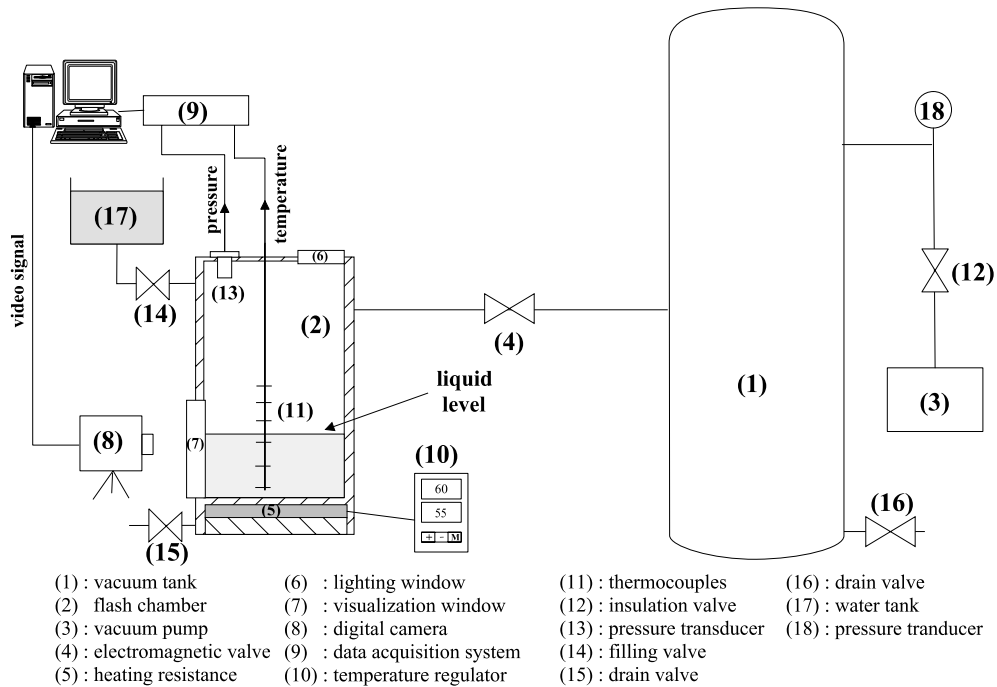 (9)
(18)
(17)
pressure
temperature
(6)
video signal
(14)
(13)
(2)
(12)
(4)
liquid
level
(1)
(3)
(11)
(8)
(7)
(10)
60
55
+ - M
(5)
(15)
(16)
(1) : vacuum tank
(2) flash chamber
(3) : vacuum pump
(4) : electromagnetic valve
(5) : heating resistance
(6) : lighting window
(7) : visualization window
(8) : digital camera
(9) : data acquisition system
(10) : temperature regulator
(11) : thermocouples
(12) : insulation valve
(13) : pressure transducer
(14) : filling valve
(15) : drain valve
(16) : drain valve
(17) : water tank
(18) : pressure tranducer